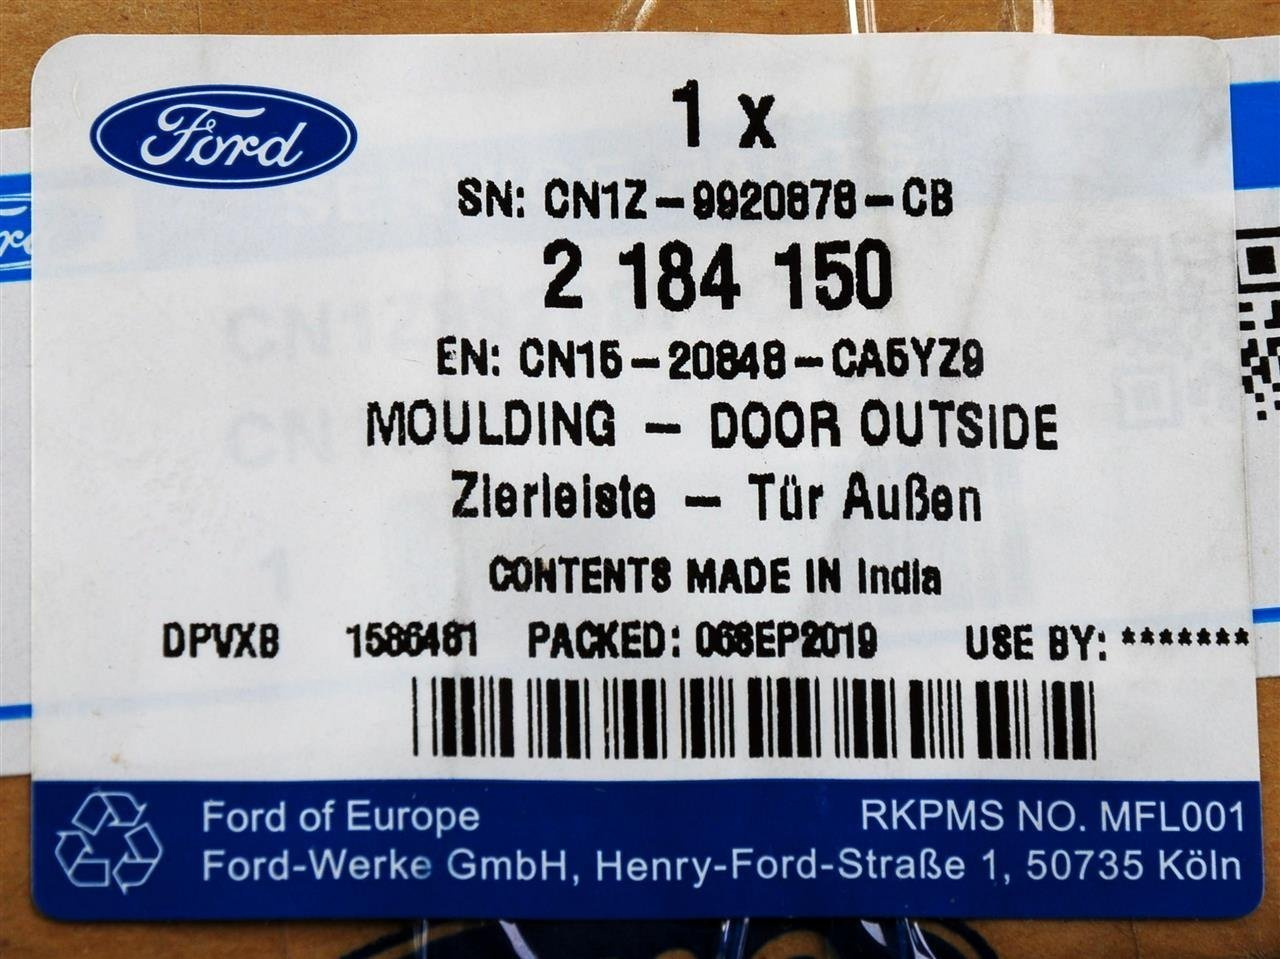 Ford
1 x
SN: CN1Z-9920878-CB
2 184 150
EN: CN15-20848-CA5YZ9
MOULDING - DOOR OUTSIDE
Zierleiste - Tür Außen
CONTENTS MADE IN India
DPVXB 1586481 PACKED: 06SEP2019 USE BY: *******
Ford of Europe RKPMS NO. MFL001
Ford-Werke GmbH, Henry-Ford-Straße 1, 50735 Köln